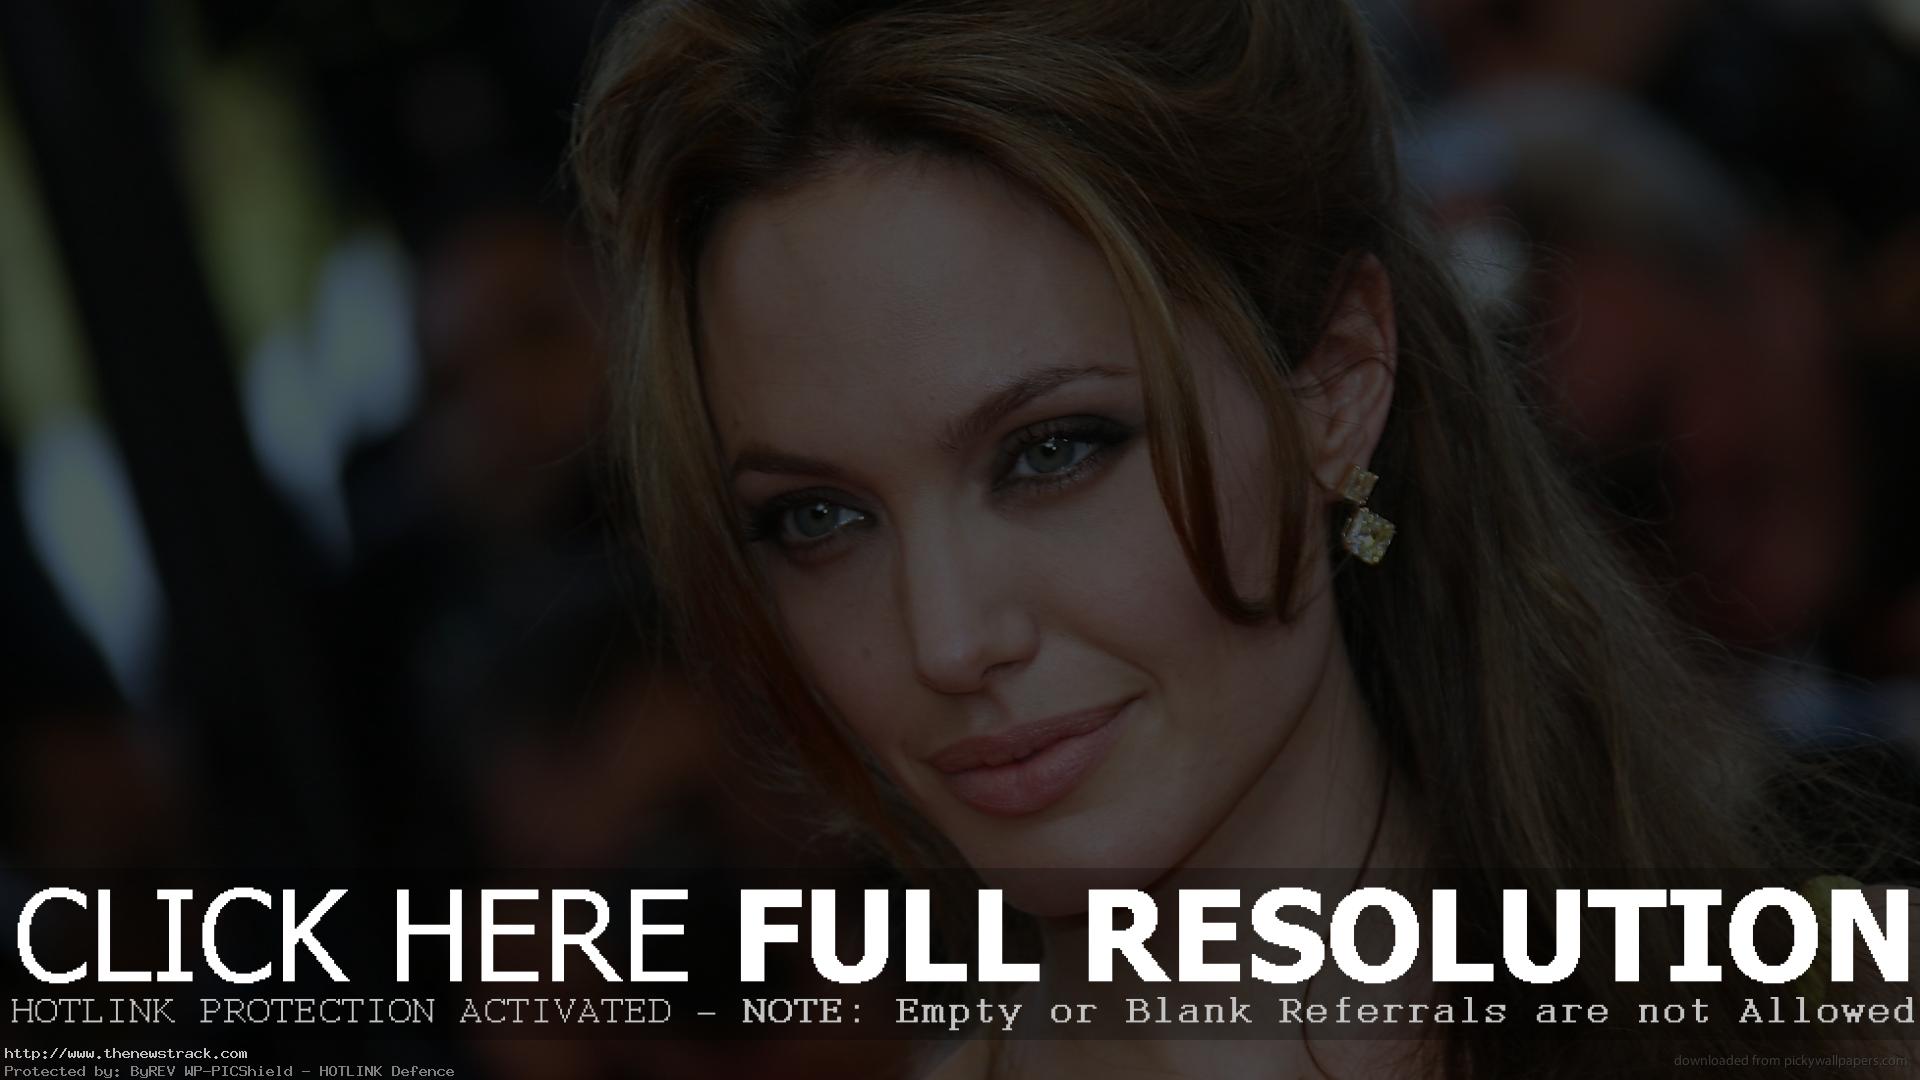 CLICK HERE FULL RESOLUTION
HOTLINK PROTECTION ACTIVATED – NOTE: Empty or Blank Referrals are not Allowed
http://www.thenewstrack.com
Protected by: ByREV WP-PICShield – HOTLINK Defence
downloaded from pickywallpapers.com